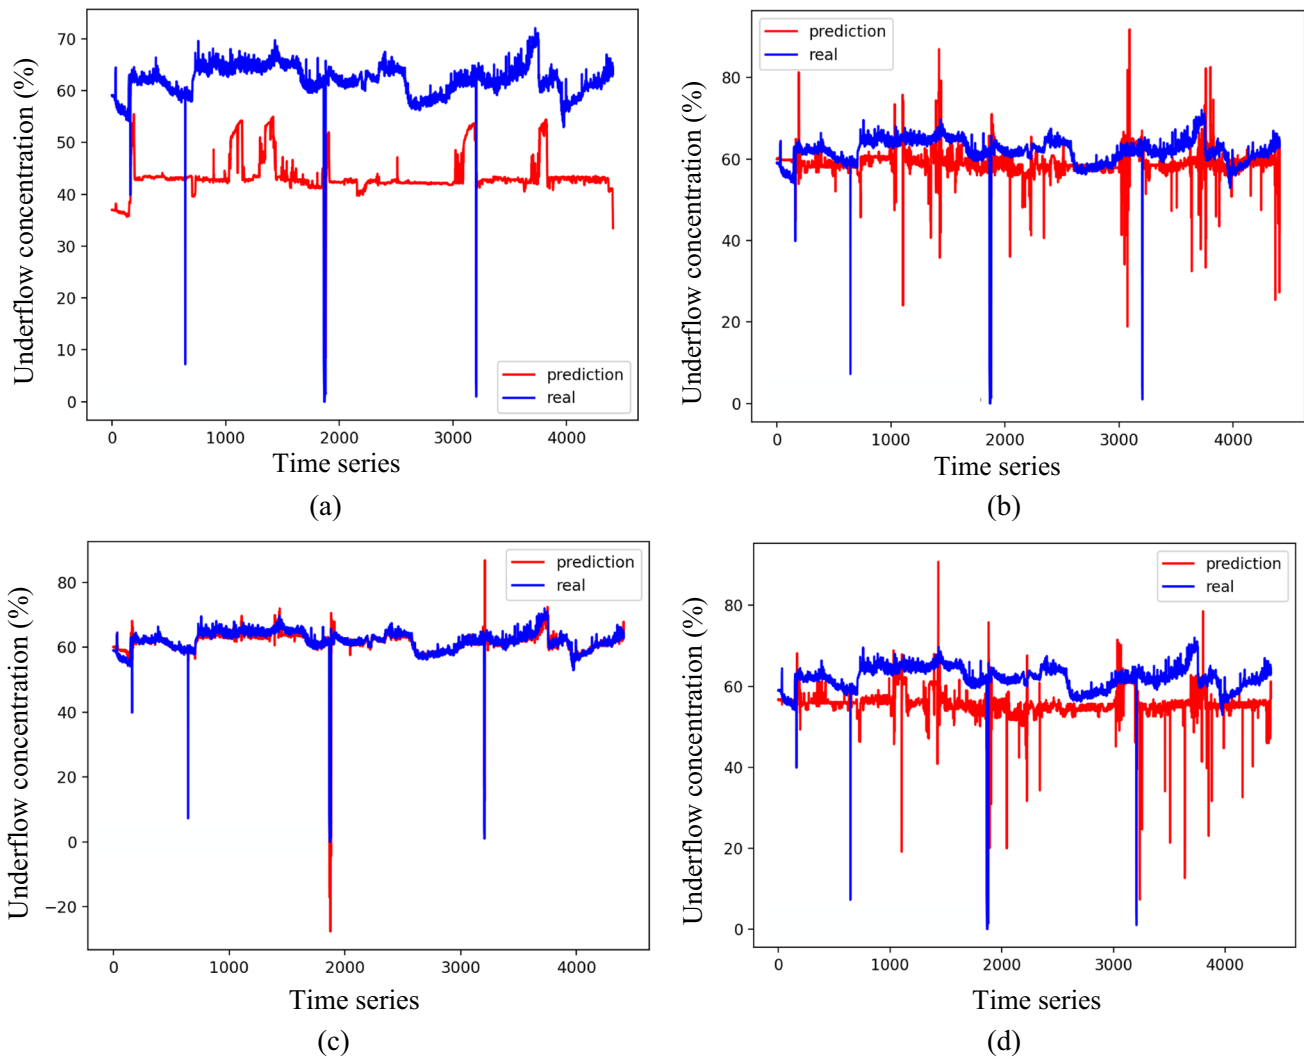 Underflow concentration (%)
70
60
50
40
30
20
10
0
prediction
real
0 1000 2000 3000 4000
Time series
(a)
Underflow concentration (%)
80
60
40
20
0
prediction
real
0 1000 2000 3000 4000
Time series
(b)
Underflow concentration (%)
80
60
40
20
0
−20
prediction
real
0 1000 2000 3000 4000
Time series
(c)
Underflow concentration (%)
80
60
40
20
0
prediction
real
0 1000 2000 3000 4000
Time series
(d)